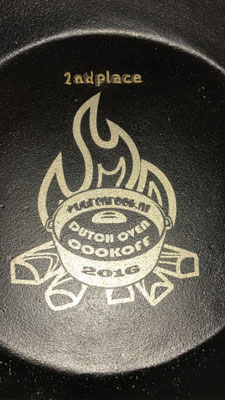 2ndplace
DUTCH OVEN
COOKOFF
2016